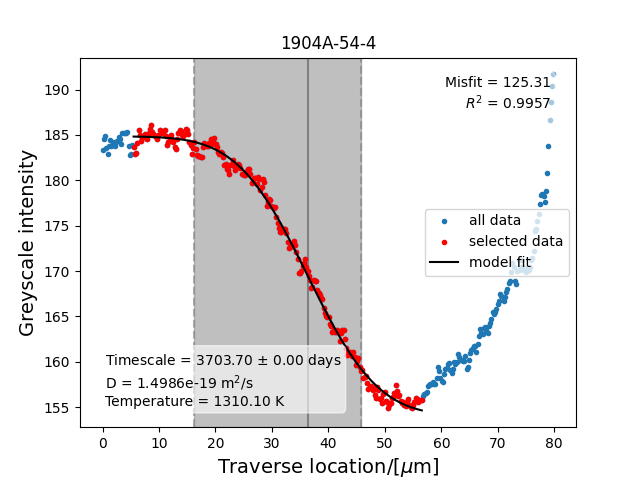 1904A-54-4
Misfit = 125.31
R² = 0.9957
Greyscale intensity
190
185
180
175
170
165
160
155
all data
selected data
model fit
Timescale = 3703.70 ± 0.00 days
D = 1.4986e-19 m²/s
Temperature = 1310.10 K
0 10 20 30 40 50 60 70 80
Traverse location/[μm]